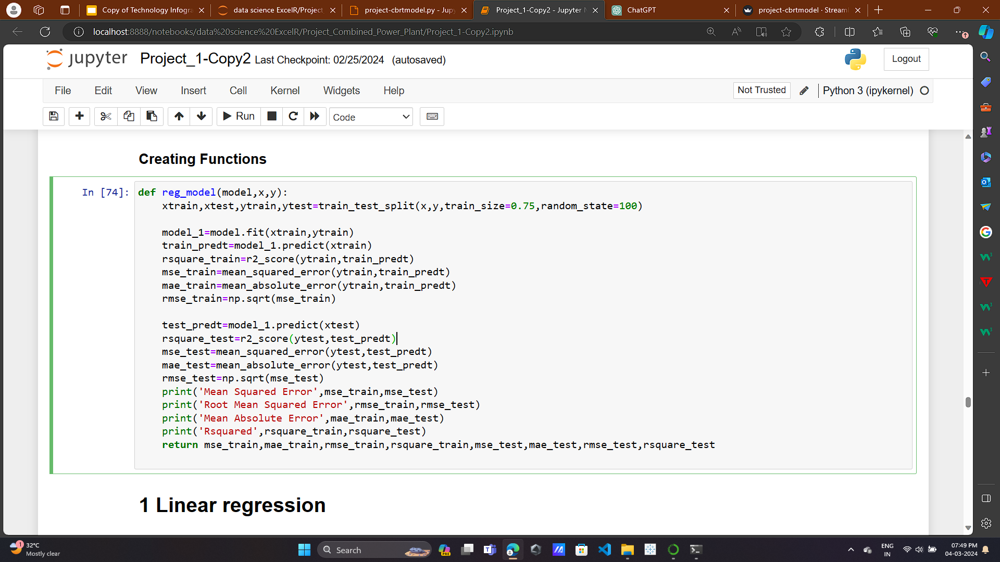 Copy of Technology Infogra
data science ExcelR/Project
project-cbrtmodel.py - Jupy
Project_1-Copy2 - Jupyter N
ChatGPT
project-cbrtmodel · Streaml
localhost:8888/notebooks/data%20science%20ExcelR/Project_Combined_Power_Plant/Project_1-Copy2.ipynb
jupyter Project_1-Copy2 Last Checkpoint: 02/25/2024 (autosaved)
Logout
File Edit View Insert Cell Kernel Widgets Help
Not Trusted
Python 3 (ipykernel)
Run
Code
Creating Functions
In [74]:
def reg_model(model,x,y):
    xtrain,xtest,ytrain,ytest=train_test_split(x,y,train_size=0.75,random_state=100)
    model_1=model.fit(xtrain,ytrain)
    train_predt=model_1.predict(xtrain)
    rsquare_train=r2_score(ytrain,train_predt)
    mse_train=mean_squared_error(ytrain,train_predt)
    mae_train=mean_absolute_error(ytrain,train_predt)
    rmse_train=np.sqrt(mse_train)
    test_predt=model_1.predict(xtest)
    rsquare_test=r2_score(ytest,test_predt)
    mse_test=mean_squared_error(ytest,test_predt)
    mae_test=mean_absolute_error(ytest,test_predt)
    rmse_test=np.sqrt(mse_test)
    print('Mean Squared Error',mse_train,mse_test)
    print('Root Mean Squared Error',rmse_train,rmse_test)
    print('Mean Absolute Error',mae_train,mae_test)
    print('Rsquared',rsquare_train,rsquare_test)
    return mse_train,mae_train,rmse_train,rsquare_train,mse_test,mae_test,rmse_test,rsquare_test
1 Linear regression
1
32°C
Mostly clear
Search
PRE
ENG
IN
07:49 PM
04-03-2024